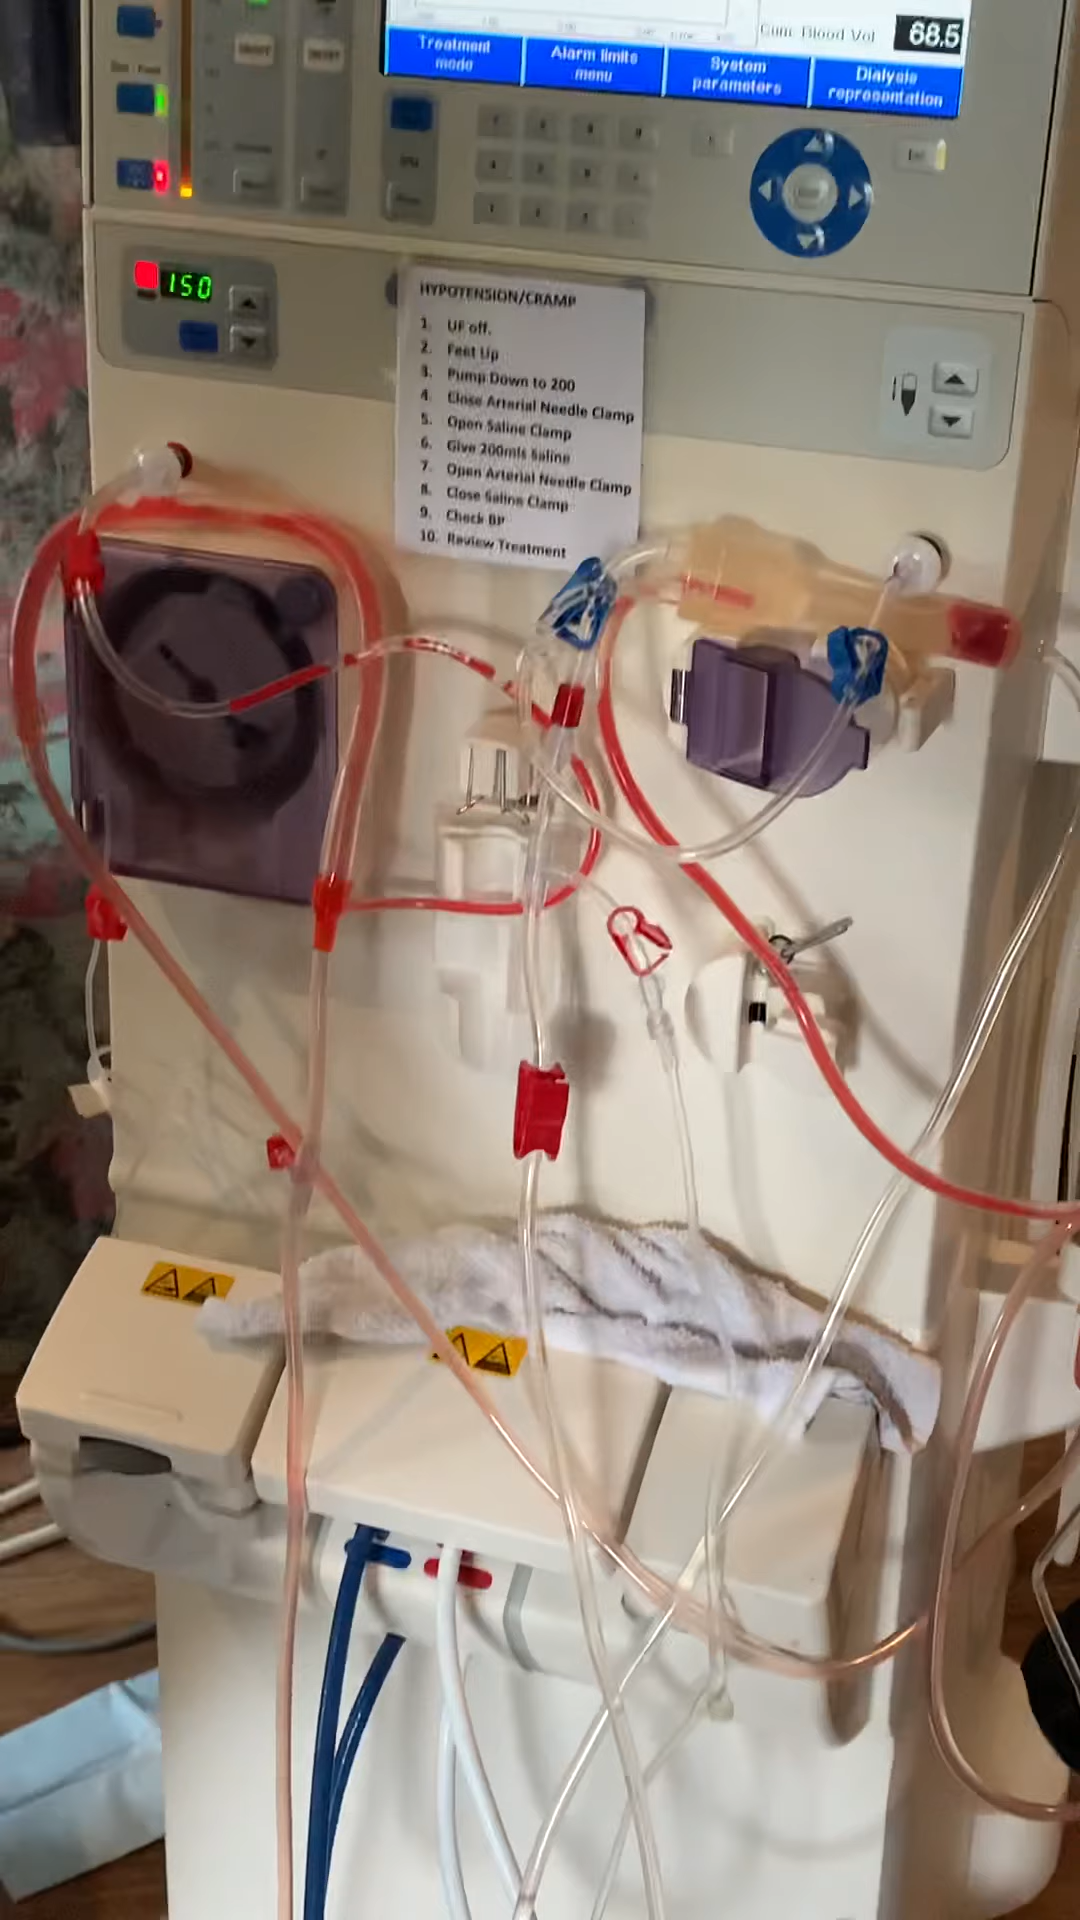 Cum. Blood Vol 68.5
Treatment mode
Alarm limits menu
System parameters
Dialysis representation
150
HYPOTENSION/CRAMP
1. UF off.
2. Feet Up
3. Pump Down to 200
4. Close Arterial Needle Clamp
5. Open Saline Clamp
6. Give 200mls Saline
7. Open Arterial Needle Clamp
8. Close Saline Clamp
9. Check BP
10. Review Treatment